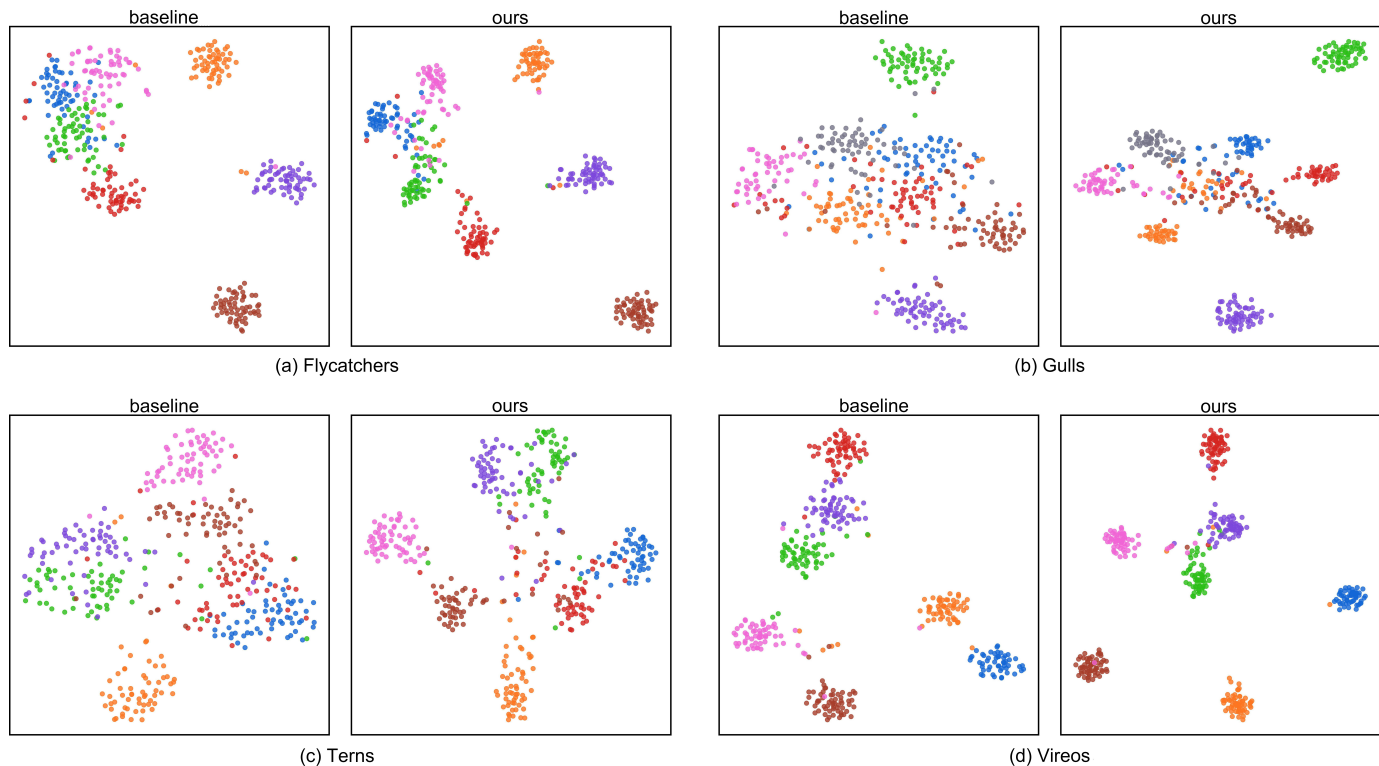 baseline
ours
baseline
ours
(a) Flycatchers
(b) Gulls
baseline
ours
baseline
ours
(c) Terns
(d) Vireos